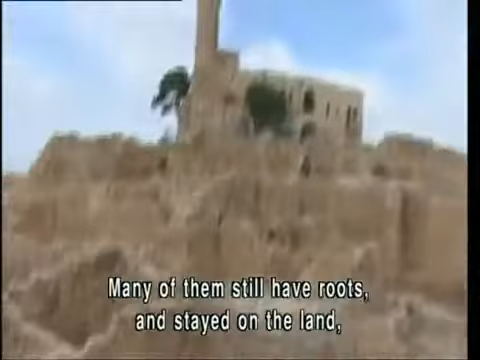 Many of them still have roots,
and stayed on the land,